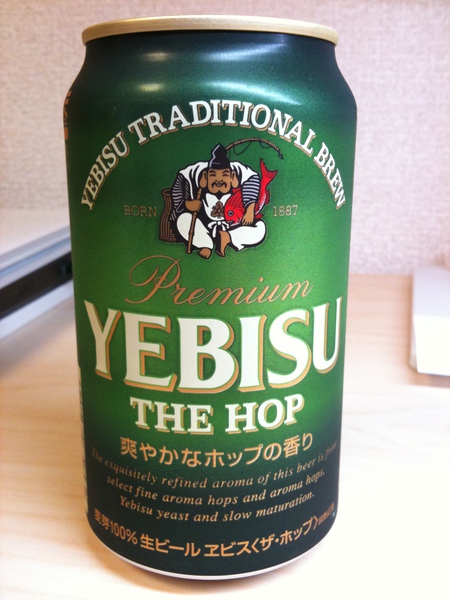 YEBISU TRADITIONAL BREW
BORN 1887
Premium
YEBISU
THE HOP
爽やかなホップの香り
The exquisitely refined aroma of this beer is from
select fine aroma hops and aroma hops,
Yebisu yeast and slow maturation.
麦芽100% 生ビール ヱビス〈ザ・ホップ〉